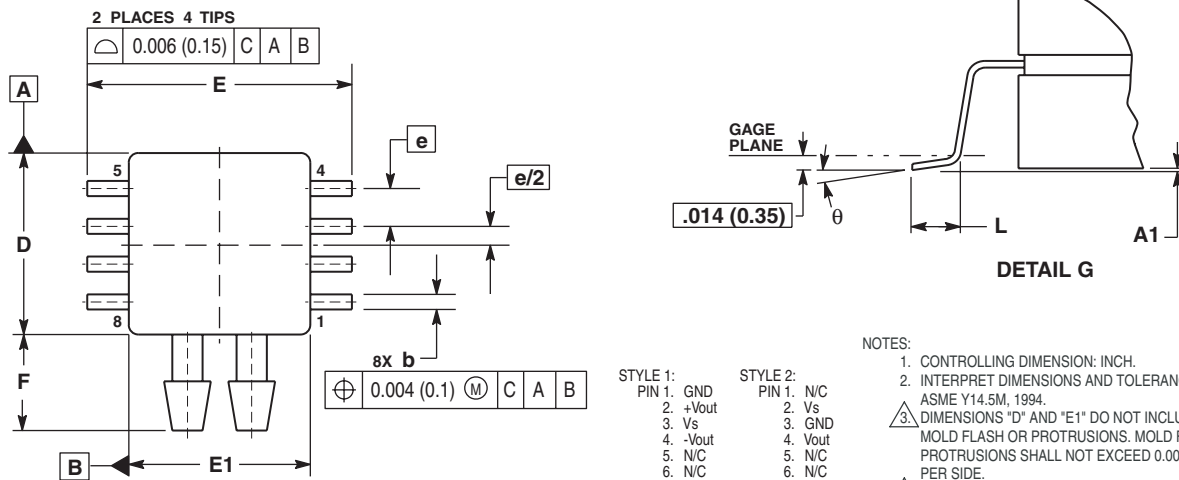 2 PLACES 4 TIPS
⌓ 0.006 (0.15) C A B
E
A
e
e/2
5
4
D
8
1
F
8X b
⌖ 0.004 (0.1) Ⓜ C A B
E1
B
GAGE
PLANE
.014 (0.35)
θ
L
A1
DETAIL G
STYLE 1:
PIN 1. GND
2. +Vout
3. Vs
4. -Vout
5. N/C
6. N/C
STYLE 2:
PIN 1. N/C
2. Vs
3. GND
4. Vout
5. N/C
6. N/C
NOTES:
1. CONTROLLING DIMENSION: INCH.
2. INTERPRET DIMENSIONS AND
ASME Y14.5M, 1994.
3. DIMENSIONS "D" AND "E1" DO NOT
MOLD FLASH OR PROTRUSIONS. MOLD
PROTRUSIONS SHALL NOT EXCEED
PER SIDE.